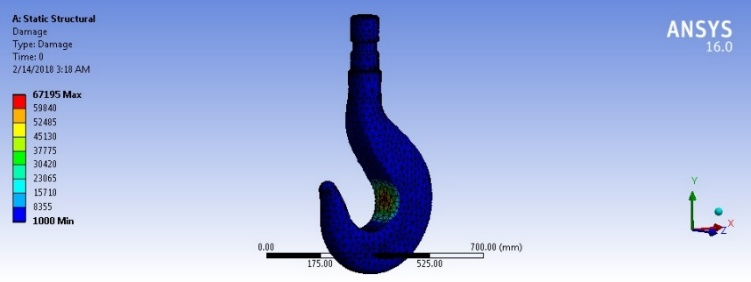 A: Static Structural
Damage
Type: Damage
Time: 0
2/14/2018 3:18 AM
67195 Max
59840
52485
45130
37775
30420
23065
15710
8355
1000 Min
ANSYS
16.0
0.00
700.00 (mm)
175.00
525.00
Y
X
Z